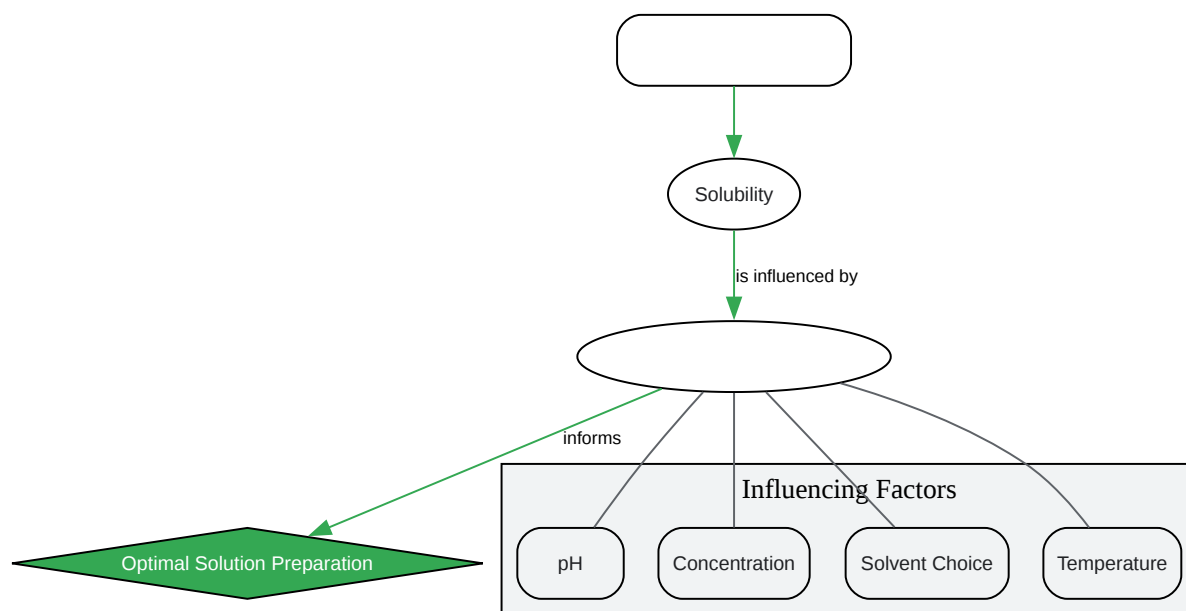 Solubility
is influenced by
informs
Influencing Factors
Optimal Solution Preparation
pH
Concentration
Solvent Choice
Temperature